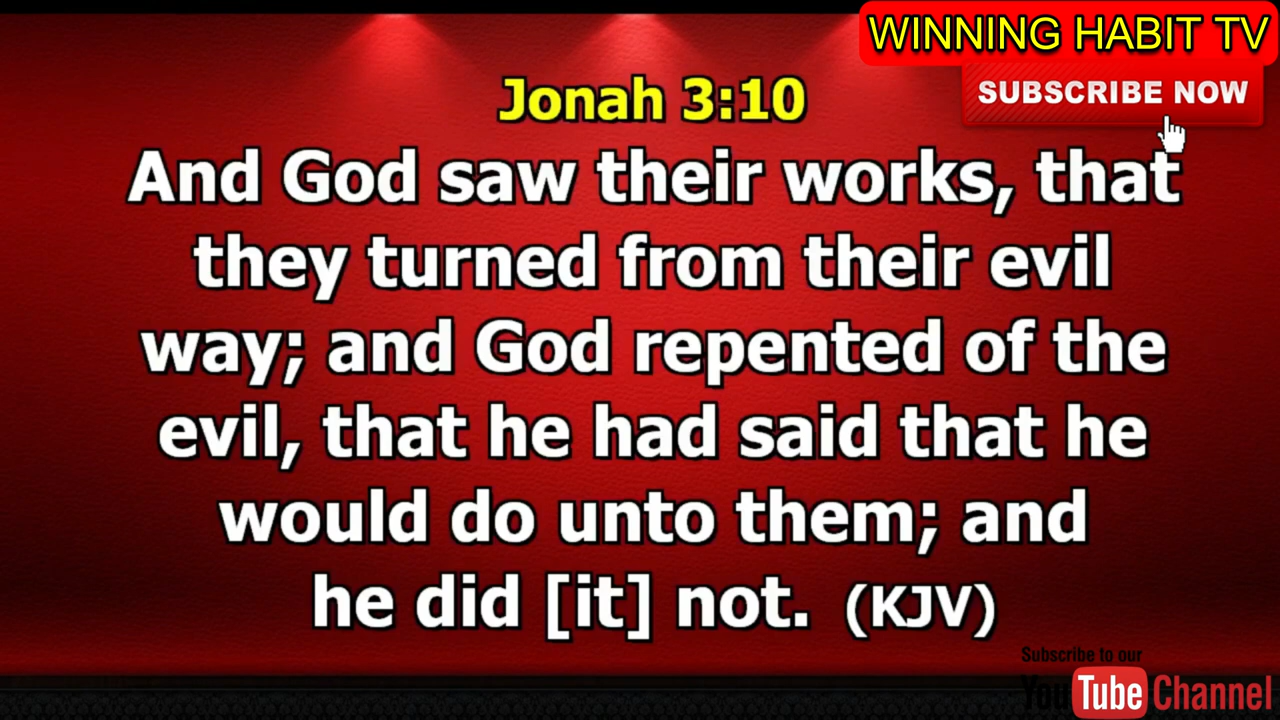 WINNING HABIT TV
SUBSCRIBE NOW
Jonah 3:10
And God saw their works, that
they turned from their evil
way; and God repented of the
evil, that he had said that he
would do unto them; and
he did [it] not. (KJV)
Subscribe to our
YouTube Channel